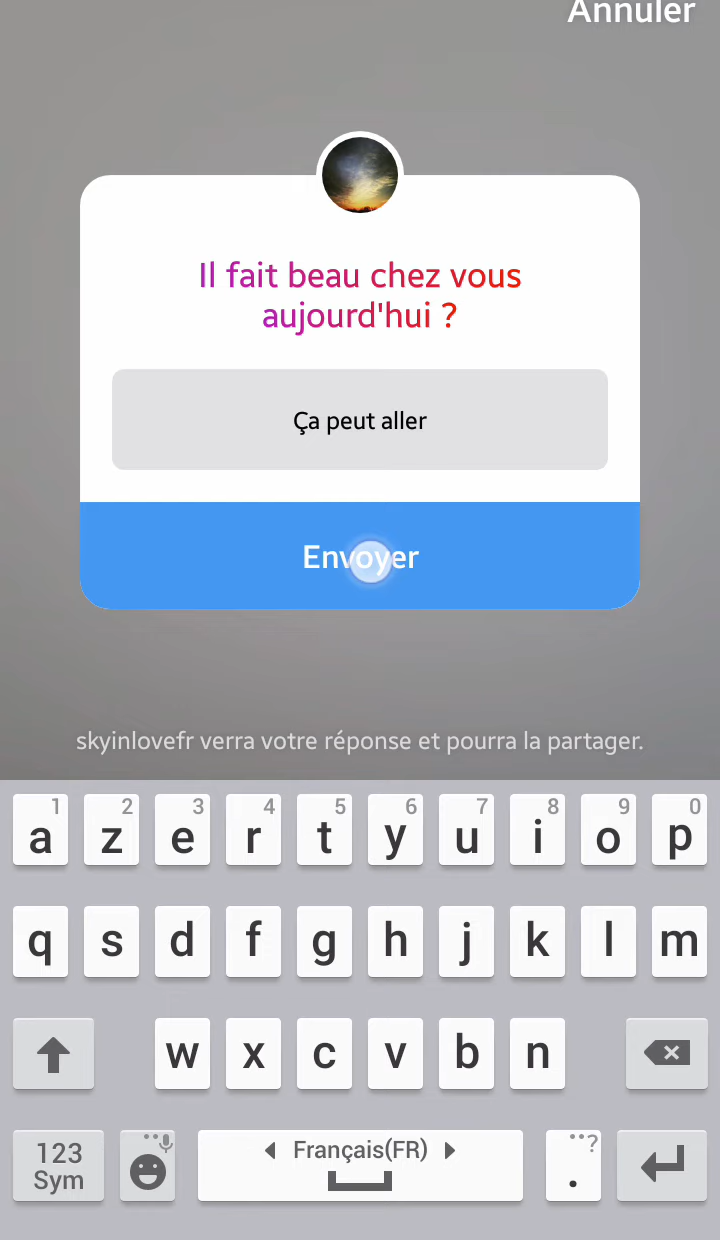 Annuler
Il fait beau chez vous
aujourd'hui ?
Ça peut aller
Envoyer
skyinlovefr verra votre réponse et pourra la partager.
1 2 3 4 5 6 7 8 9 0
a z e r t y u i o p
q s d f g h j k l m
w x c v b n
123 Français(FR) ?
Sym .